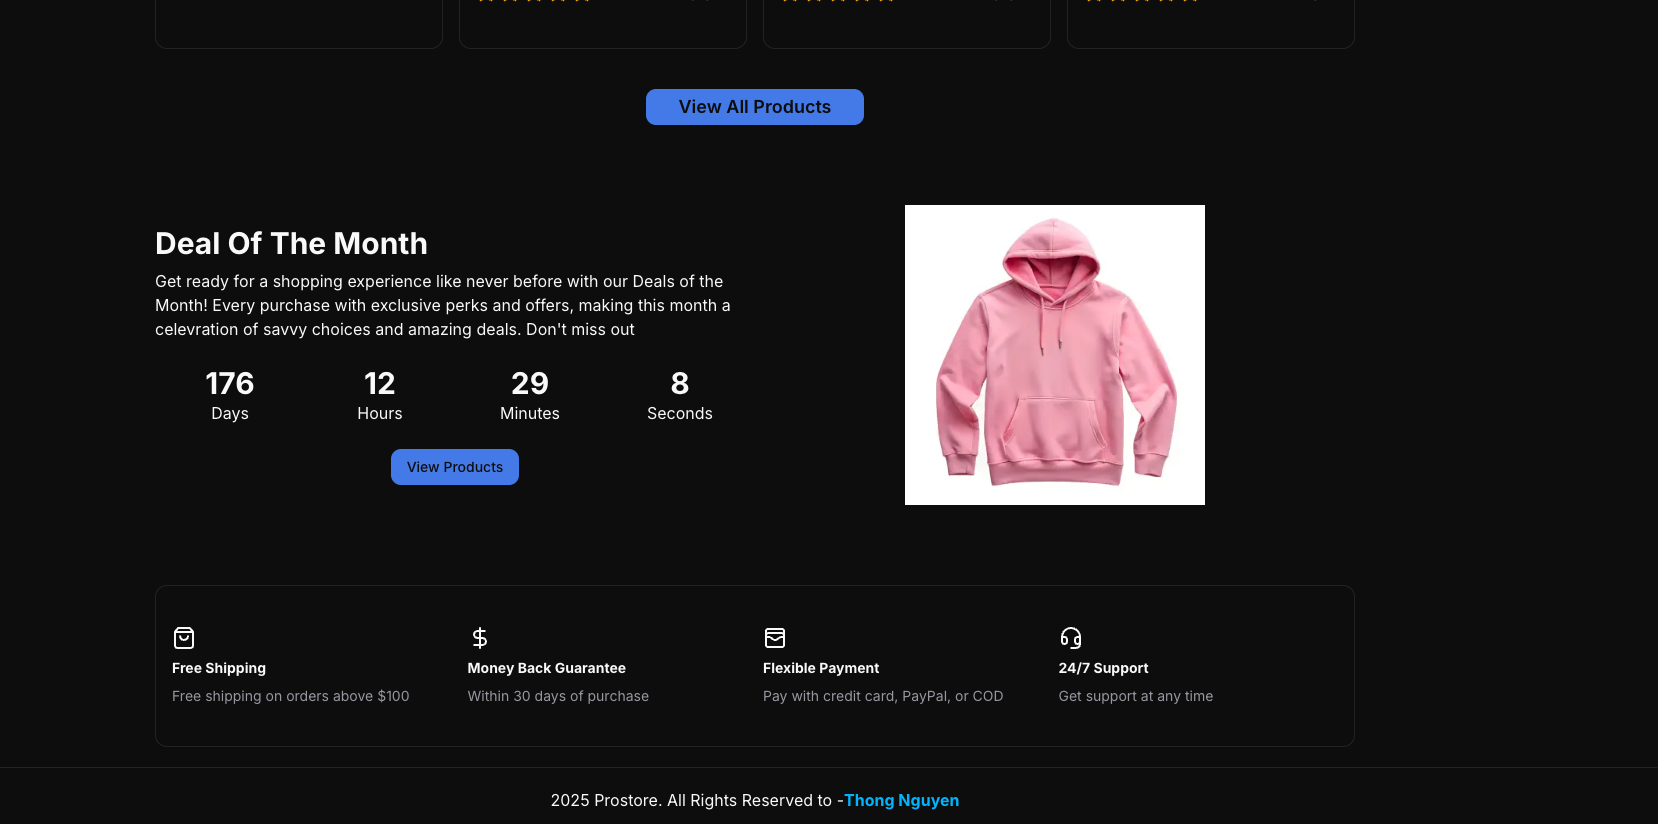 View All Products
Deal Of The Month
Get ready for a shopping experience like never before with our Deals of the
Month! Every purchase with exclusive perks and offers, making this month a
celevration of savvy choices and amazing deals. Don't miss out
176 12 29 8
Days Hours Minutes Seconds
View Products
Free Shipping
Free shipping on orders above $100
Money Back Guarantee
Within 30 days of purchase
Flexible Payment
Pay with credit card, PayPal, or COD
24/7 Support
Get support at any time
2025 Prostore. All Rights Reserved to -Thong Nguyen